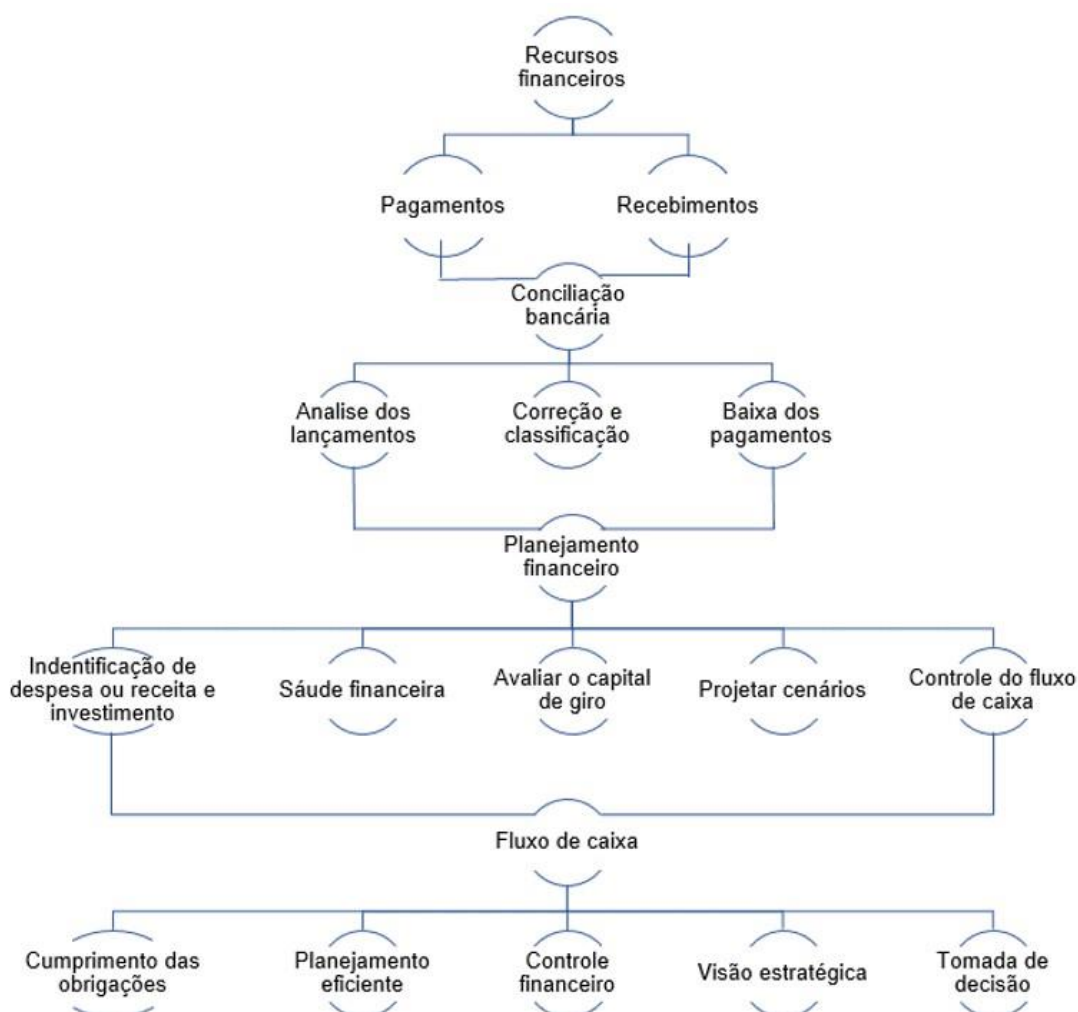 Recursos
financeiros
Pagamentos
Recebimentos
Conciliação
bancária
Analise dos
lançamentos
Correção e
classificação
Baixa dos
pagamentos
Planejamento
financeiro
Indentificação de
despesa ou receita e
investimento
Sáude financeira
Avaliar o capital
de giro
Projetar cenários
Controle do fluxo
de caixa
Fluxo de caixa
Cumprimento das
obrigações
Planejamento
eficiente
Controle
financeiro
Visão estratégica
Tomada de
decisão